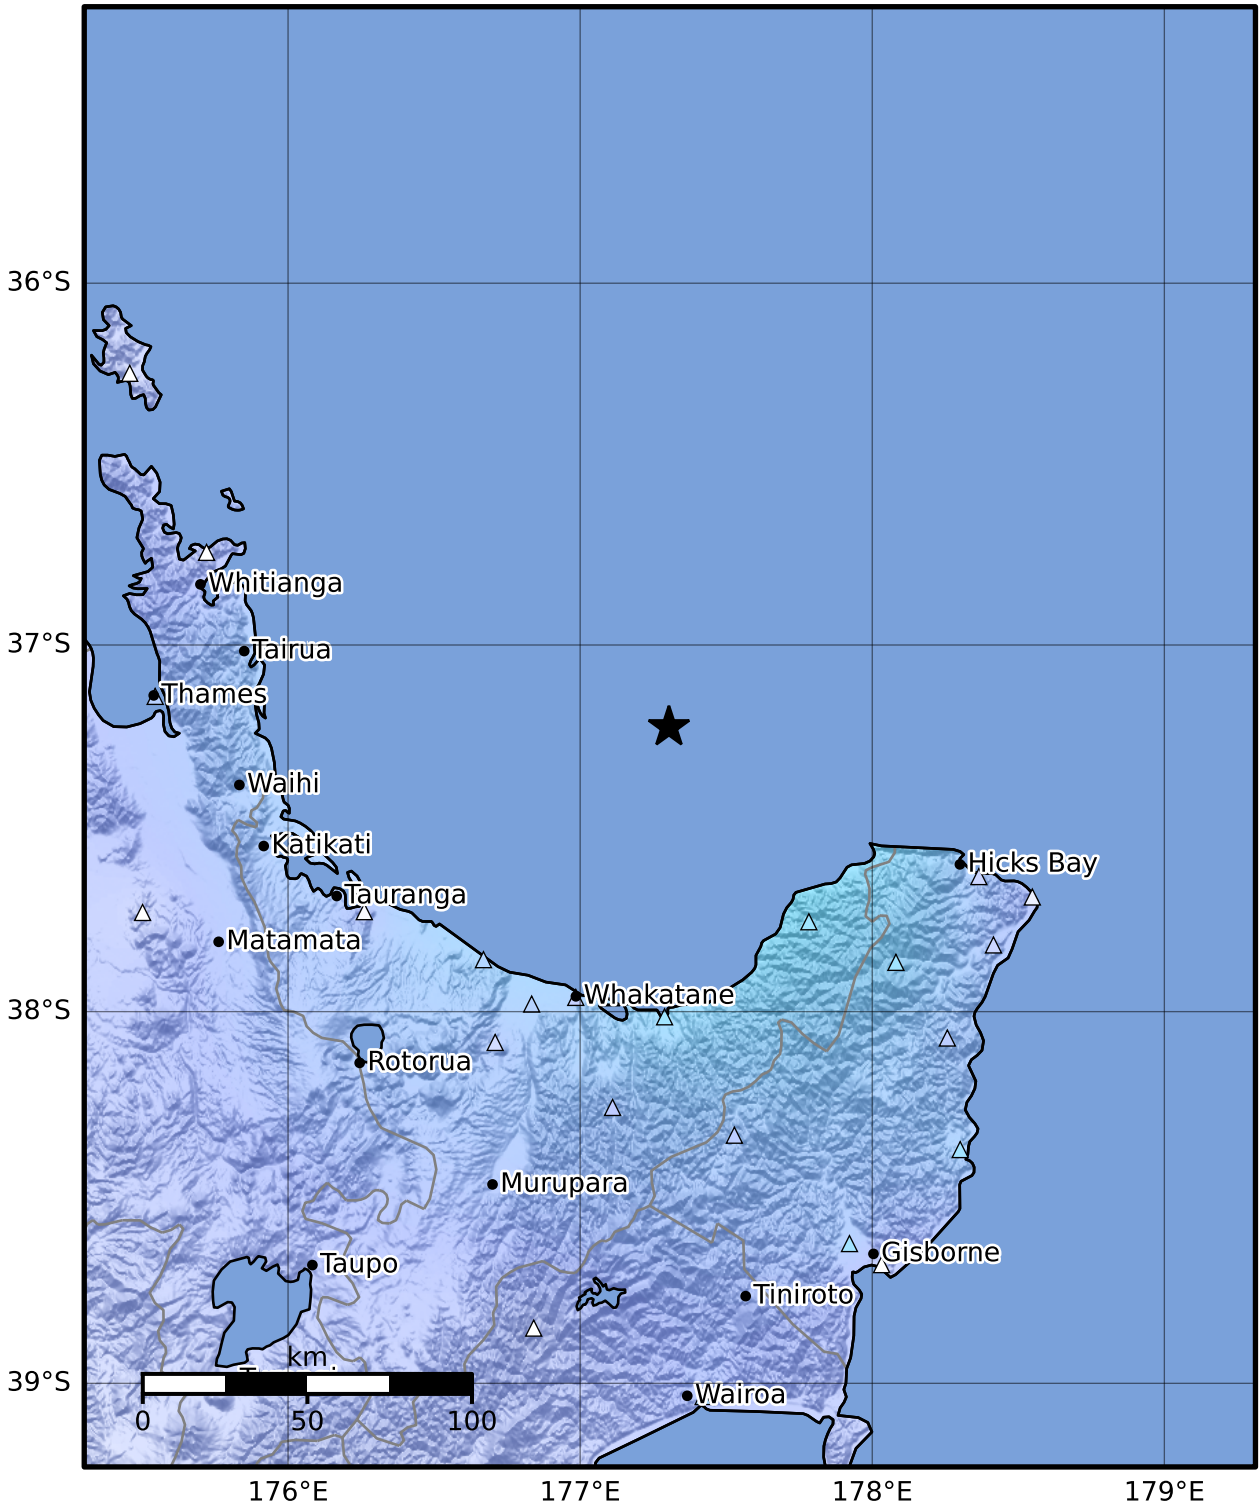 36°S
Whitianga
37°S
Tairua
Thames
Waihi
Katikati
Hicks Bay
Tauranga
Matamata
Whakatane
38°S
Rotorua
Murupara
Gisborne
Taupo
Tiniroto
km
39°S
Wairoa
0 50 100
176°E 177°E 178°E 179°E